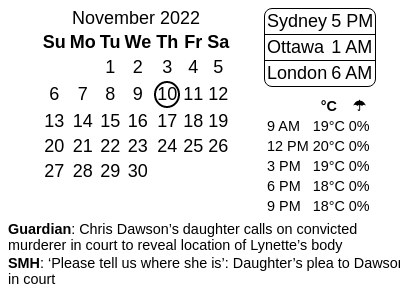 November 2022
Su Mo Tu We Th Fr Sa
1 2 3 4 5
6 7 8 9 10 11 12
13 14 15 16 17 18 19
20 21 22 23 24 25 26
27 28 29 30
Sydney 5 PM
Ottawa 1 AM
London 6 AM
°C ☂
9 AM 19°C 0%
12 PM 20°C 0%
3 PM 19°C 0%
6 PM 18°C 0%
9 PM 18°C 0%
Guardian: Chris Dawson’s daughter calls on convicted
murderer in court to reveal location of Lynette’s body
SMH: ‘Please tell us where she is’: Daughter’s plea to Dawson
in court